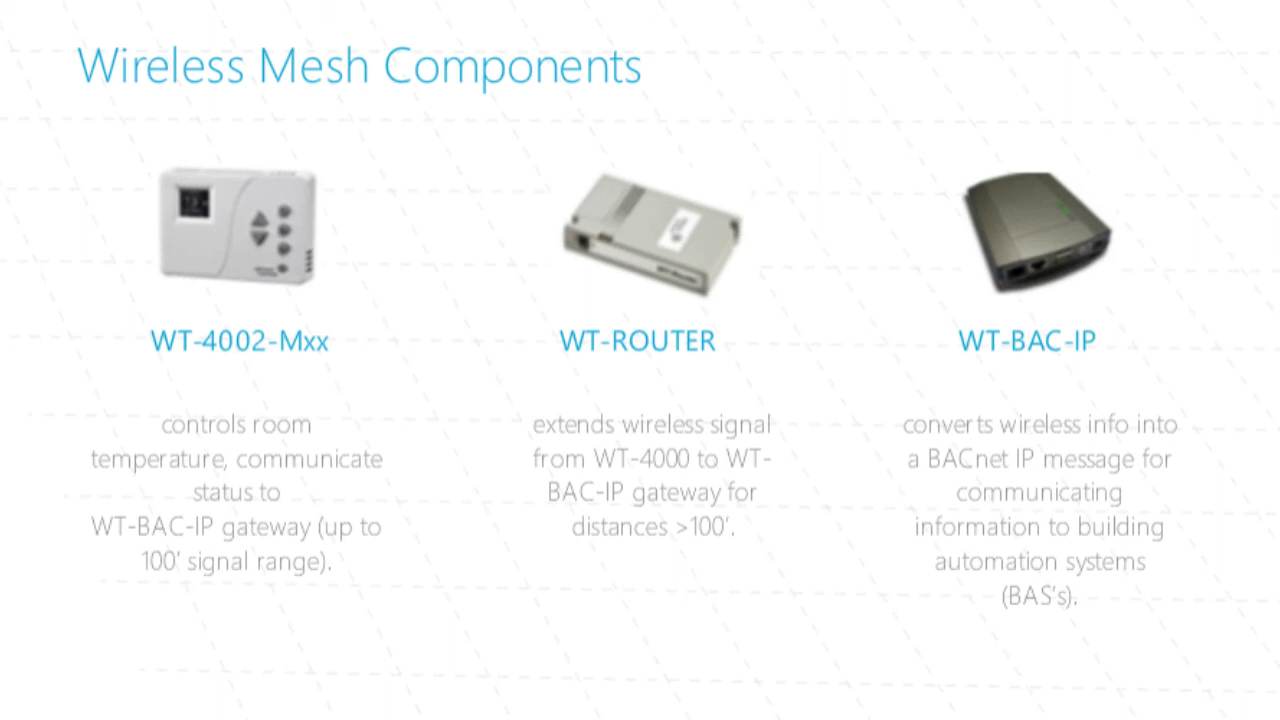 Wireless Mesh Components
WT-4002-Mxx
controls room
temperature, communicate
status to
WT-BAC-IP gateway (up to
100' signal range).
WT-ROUTER
extends wireless signal
from WT-4000 to WT-
BAC-IP gateway for
distances >100'.
WT-BAC-IP
converts wireless info into
a BACnet IP message for
communicating
information to building
automation systems
(BAS's).